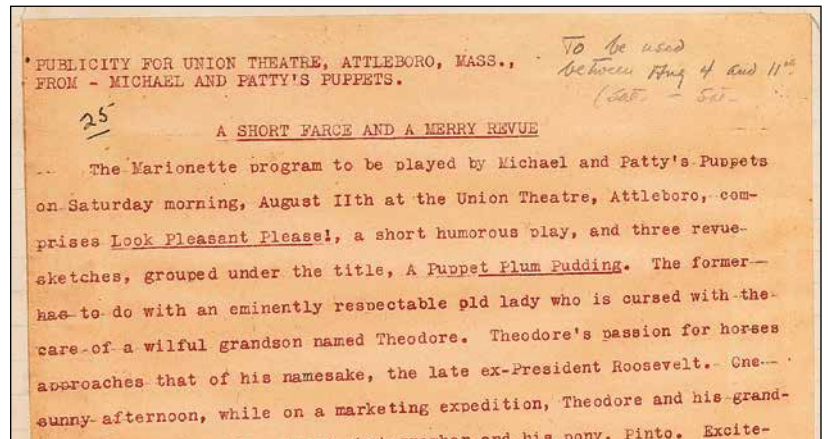 PUBLICITY FOR UNION THEATRE, ATTLEBORO, MASS.,
FROM - MICHAEL AND PATTY'S PUPPETS.
To be used
between Aug 4 and 11th
(Sat. - Sat.
25
A SHORT FARCE AND A MERRY REVUE
The Marionette program to be played by Michael and Patty's Puppets
on Saturday morning, August IIth at the Union Theatre, Attleboro, com-
prises Look Pleasant Please!, a short humorous play, and three revue
sketches, grouped under the title, A Puppet Plum Pudding. The former
has to do with an eminently respectable old lady who is cursed with the
care of a wilful grandson named Theodore. Theodore's passion for horses
approaches that of his namesake, the late ex-President Roosevelt. One
sunny afternoon, while on a marketing expedition, Theodore and his grand-
and his pony, Pinto. Excite-